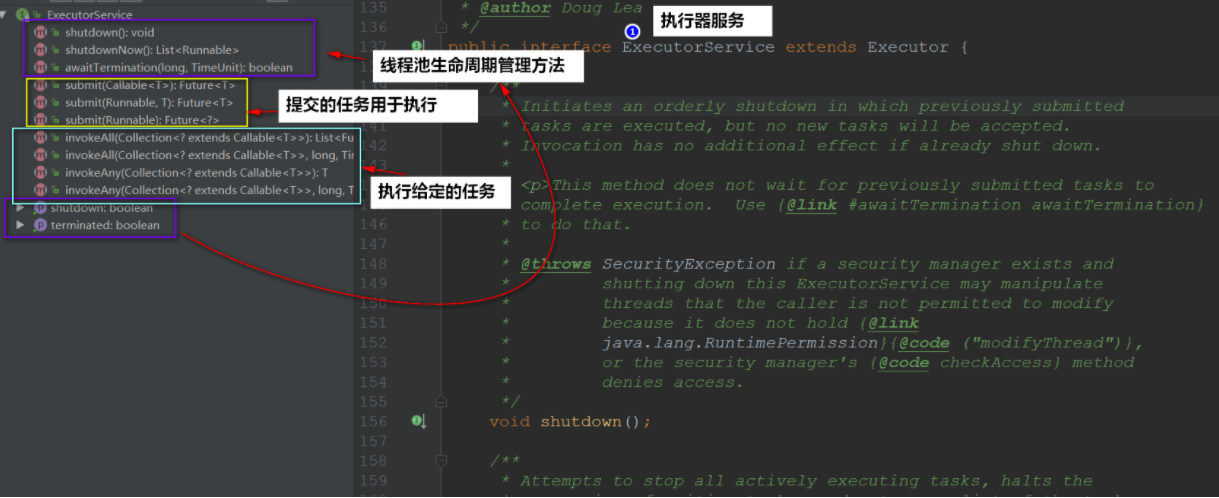 ExecutorService
shutdown(): void
shutdownNow(): List<Runnable>
awaitTermination(long, TimeUnit): boolean
submit(Callable<T>): Future<T>
submit(Runnable, T): Future<T>
submit(Runnable): Future<?>
invokeAll(Collection<? extends Callable<T>>): List<Fu
invokeAll(Collection<? extends Callable<T>>, long, Tim
invokeAny(Collection<? extends Callable<T>>): T
invokeAny(Collection<? extends Callable<T>>, long, T
shutdown: boolean
terminated: boolean
线程池生命周期管理方法
提交的任务用于执行
执行给定的任务
执行器服务
1
135 * @author Doug Lea
136 */
137 public interface ExecutorService extends Executor {
/**
* Initiates an orderly shutdown in which previously submitted
141 * tasks are executed, but no new tasks will be accepted.
142 * Invocation has no additional effect if already shut down.
143 *
<p>This method does not wait for previously submitted tasks to
complete execution. Use {@link #awaitTermination awaitTermination}
146 * to do that.
147 *
148 * @throws SecurityException if a security manager exists and
149 * shutting down this ExecutorService may manipulate
150 * threads that the caller is not permitted to modify
151 * because it does not hold {@link
152 * java.lang.RuntimePermission}{@code ("modifyThread")},
153 * or the security manager's {@code checkAccess} method
154 * denies access.
155 */
156 void shutdown();
157
158 /**
159 * Attempts to stop all actively executing tasks, halts the